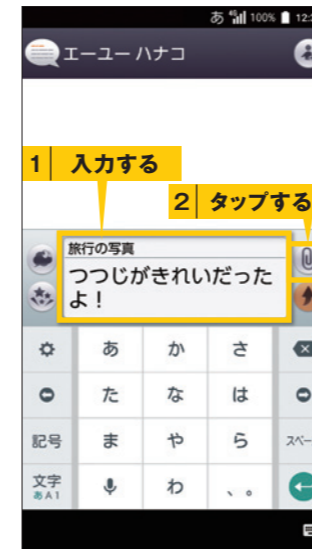 あ 4G 100% 12:2
エーユー ハナコ
1 入力する
2 タップする
旅行の写真
つつじがきれいだった
よ！
あ か さ
た な は
記号 ま や ら スペー
文字 わ 、。
あA1